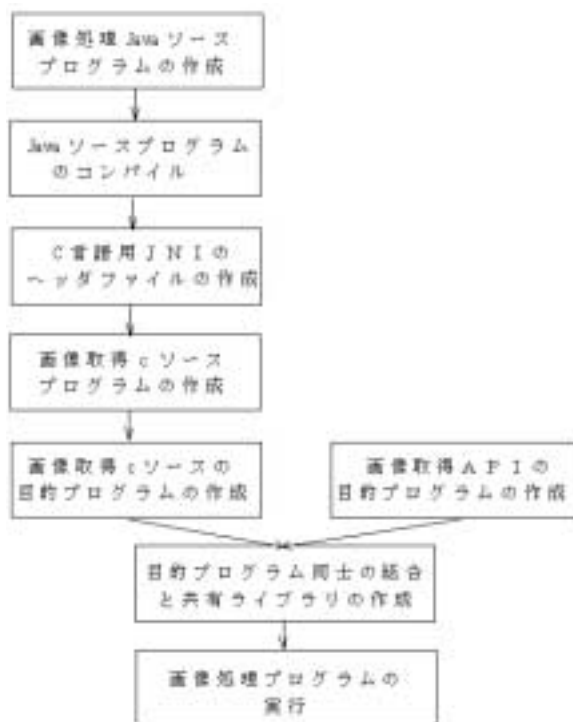 画像処理Javaソース
プログラムの作成
Javaソースプログラム
のコンパイル
C言語用JNIの
ヘッダファイルの作成
画像取得cソース
プログラムの作成
画像取得cソースの
目的プログラムの作成
画像取得APIの
目的プログラムの作成
目的プログラム同士の結合
と共有ライブラリの作成
画像処理プログラムの
実行